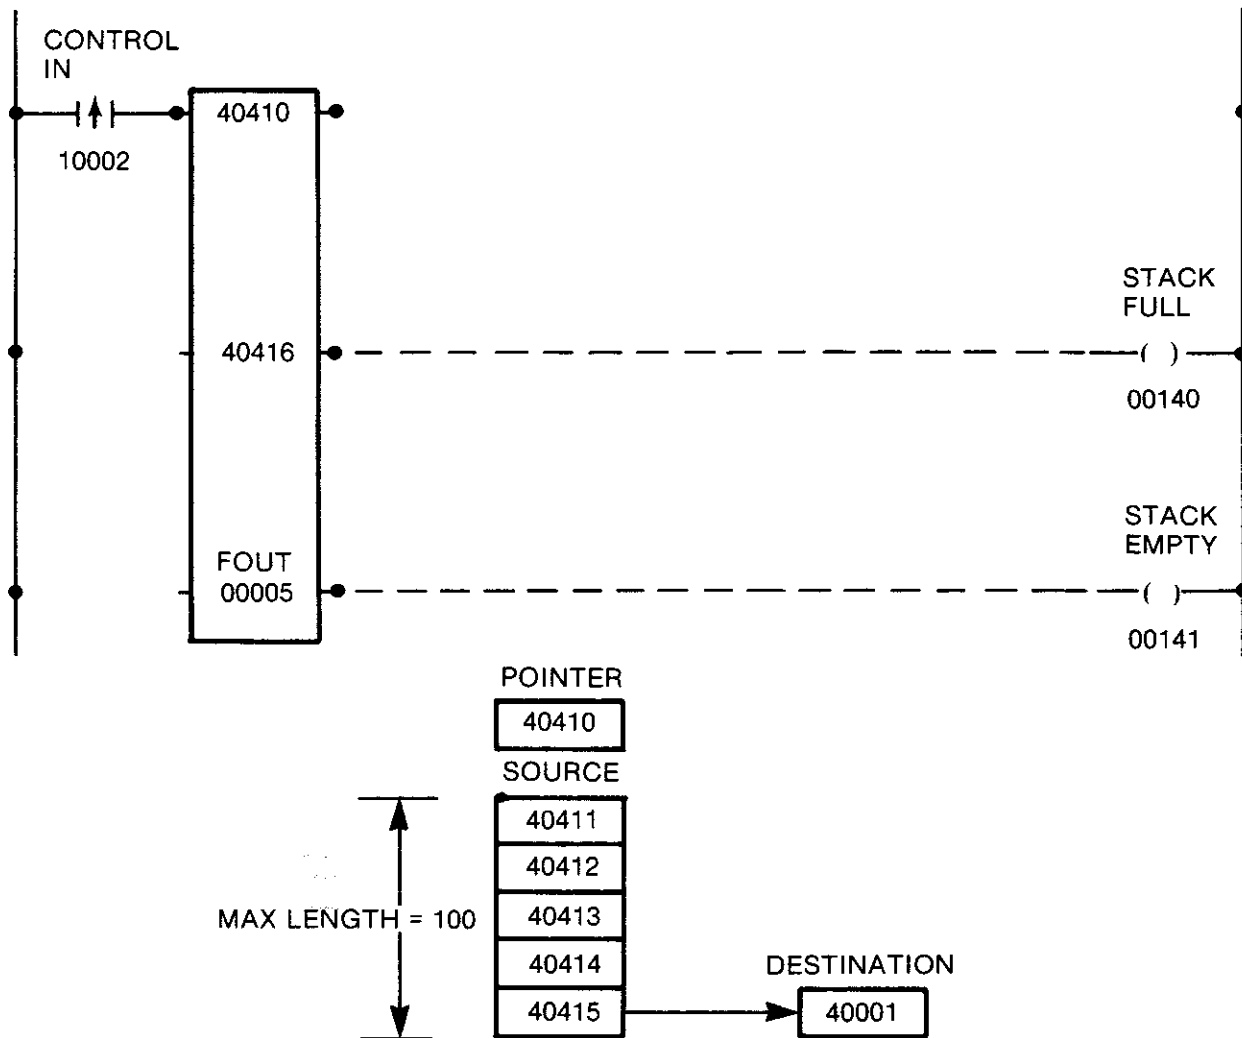 CONTROL
IN
40410
10002
STACK
FULL
40416
00140
STACK
EMPTY
FOUT
00005
00141
POINTER
40410
SOURCE
40411
40412
MAX LENGTH = 100
40413
40414
DESTINATION
40415
40001